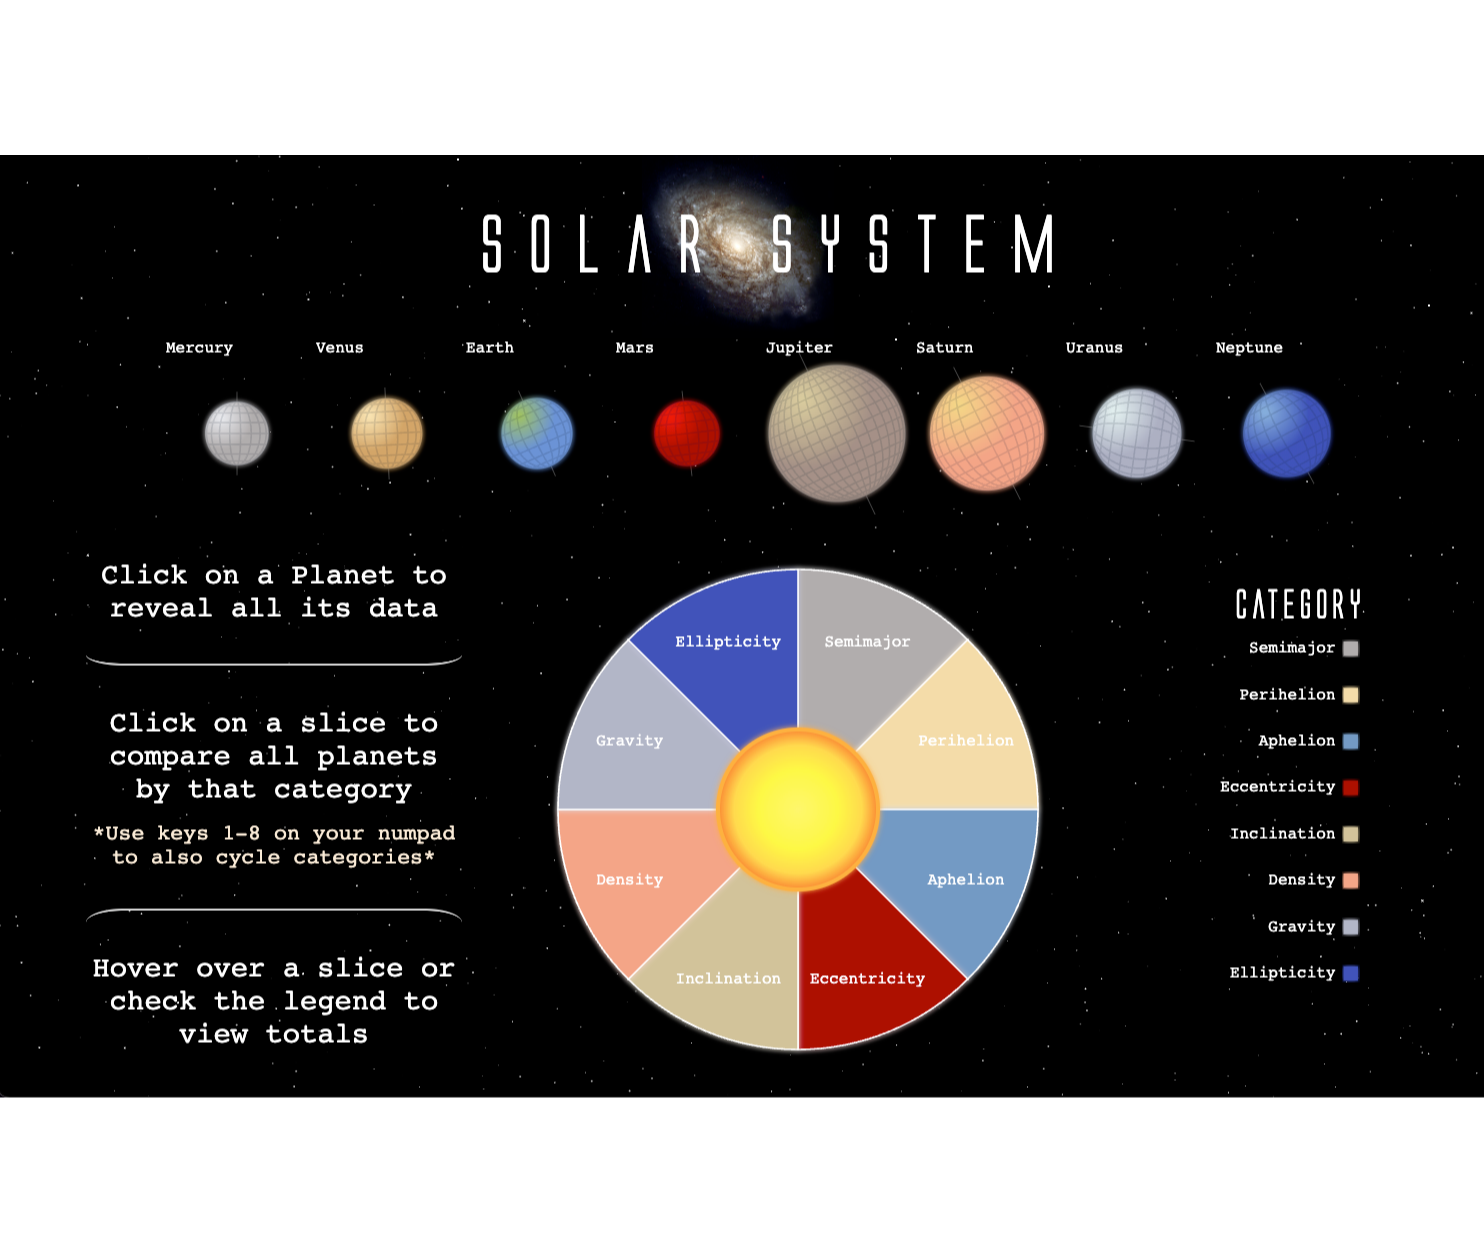 SOLAR SYSTEM
Mercury Venus Earth Mars Jupiter Saturn Uranus Neptune
Click on a Planet to
reveal all its data
Click on a slice to
compare all planets
by that category
*Use keys 1-8 on your numpad
to also cycle categories*
Hover over a slice or
check the legend to
view totals
Ellipticity Semimajor
Gravity Perihelion
Density Aphelion
Inclination Eccentricity
CATEGORY
Semimajor
Perihelion
Aphelion
Eccentricity
Inclination
Density
Gravity
Ellipticity